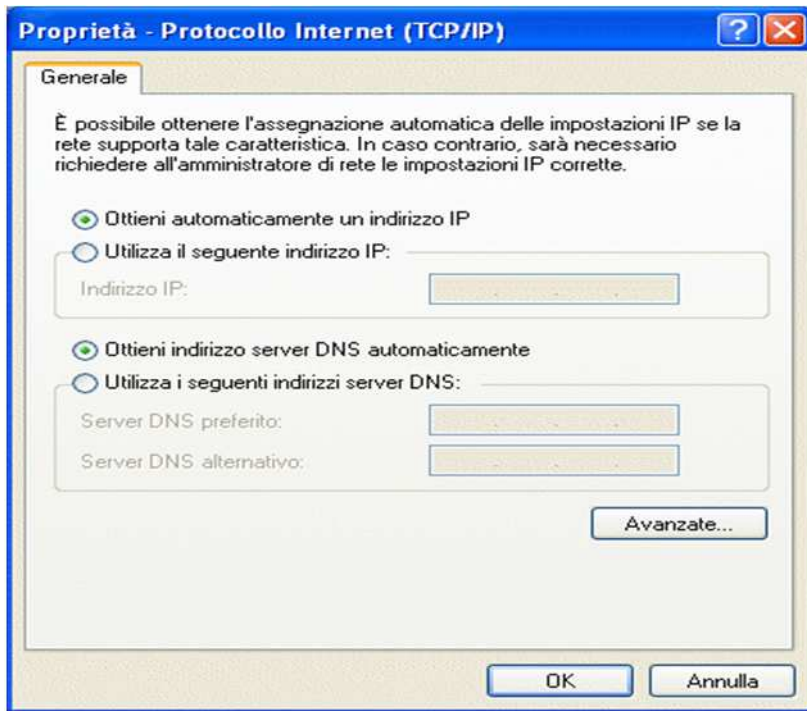 Proprietà - Protocollo Internet (TCP/IP)
Generale
È possibile ottenere l'assegnazione automatica delle impostazioni IP se la
rete supporta tale caratteristica. In caso contrario, sarà necessario
richiedere all'amministratore di rete le impostazioni IP corrette.
Ottieni automaticamente un indirizzo IP
Utilizza il seguente indirizzo IP:
Indirizzo IP:
Ottieni indirizzo server DNS automaticamente
Utilizza i seguenti indirizzi server DNS:
Server DNS preferito:
Server DNS alternativo:
Avanzate...
OK Annulla